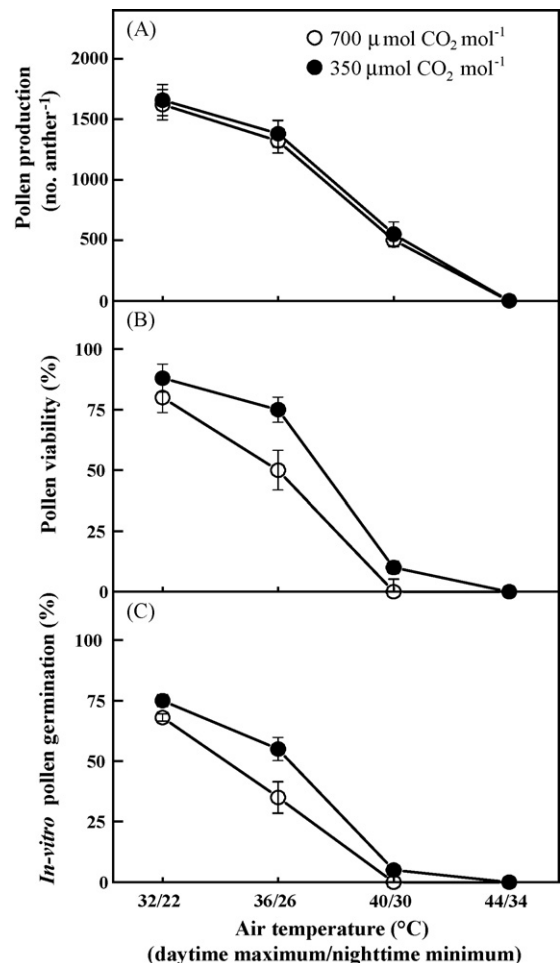 (A)
700 μ mol CO₂ mol⁻¹
350 μmol CO₂ mol⁻¹
Pollen production
(no. anther⁻¹)
2000
1500
1000
500
0
(B)
Pollen viability (%)
100
75
50
25
0
(C)
In-vitro pollen germination (%)
100
75
50
25
0
32/22 36/26 40/30 44/34
Air temperature (°C)
(daytime maximum/nighttime minimum)